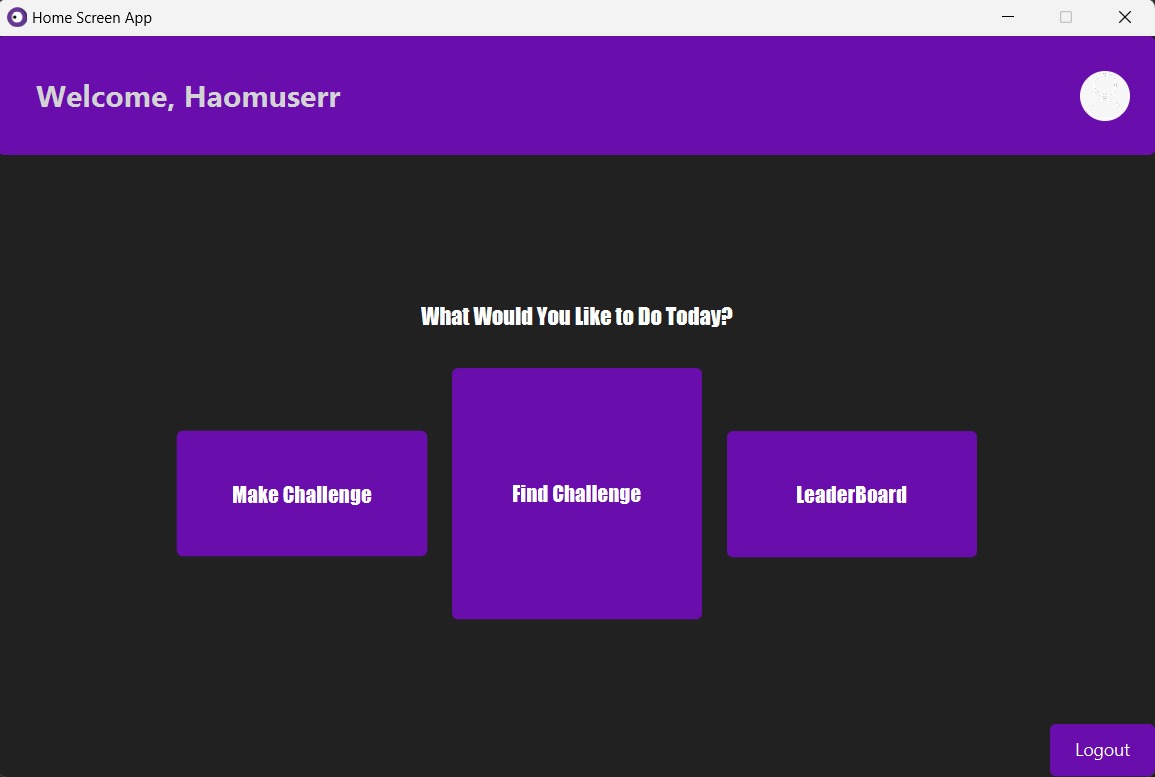 Home Screen App
Welcome, Haomuserr
What Would You Like to Do Today?
Make Challenge
Find Challenge
LeaderBoard
Logout